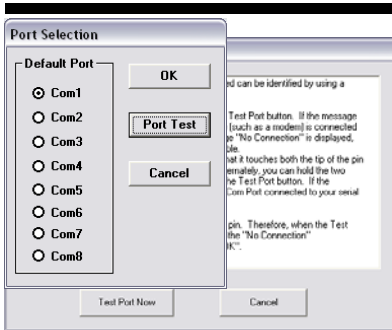 Port Selection
Default Port
Com1
Com2
Com3
Com4
Com5
Com6
Com7
Com8
OK
Port Test
Cancel
ed can be identified by using a
Test Port button. If the message
(such as a modem) is connected
"No Connection" is displayed,
ble.
hat it touches both the tip of the pin
ernately, you can hold the two
he Test Port button. If the
Com Port connected to your serial
pin. Therefore, when the Test
the "No Connection"
OK".
Test Port Now
Cancel